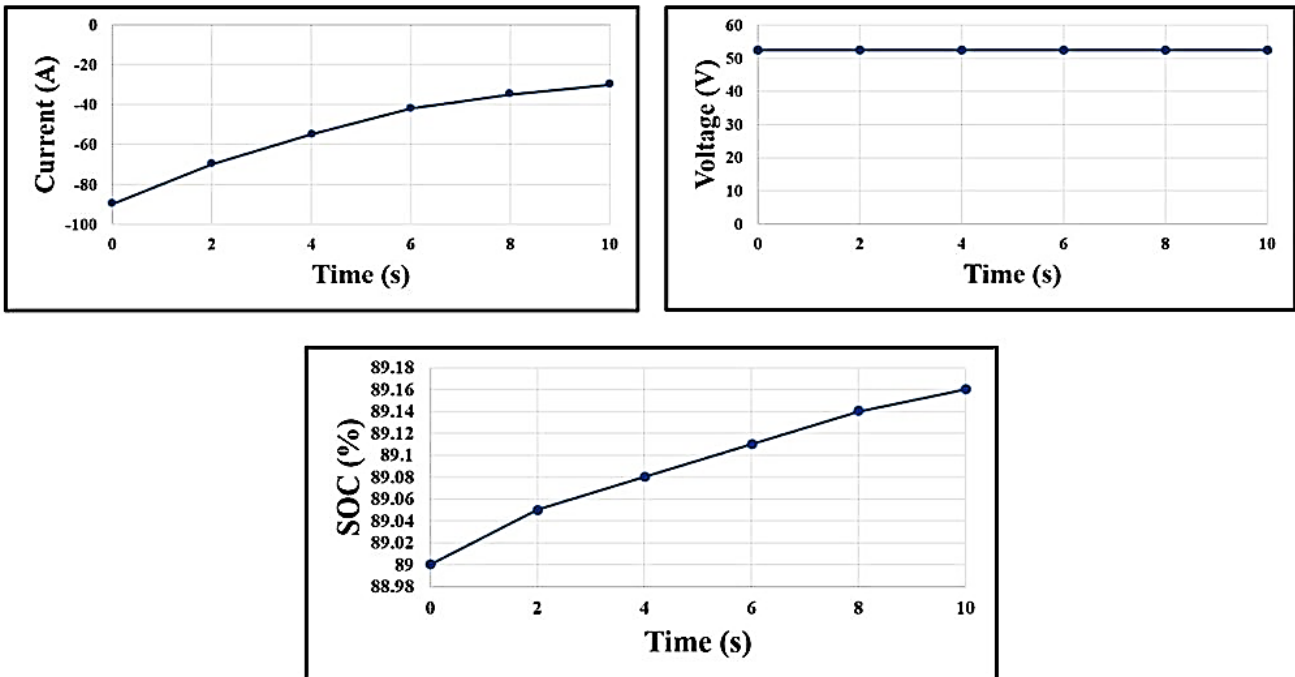 0
-20
-40
-60
-80
-100
Current (A)
0 2 4 6 8 10
Time (s)
60
50
40
30
20
10
0
Voltage (V)
0 2 4 6 8 10
Time (s)
89.18
89.16
89.14
89.12
89.1
89.08
89.06
89.04
89.02
89
88.98
SOC (%)
0 2 4 6 8 10
Time (s)